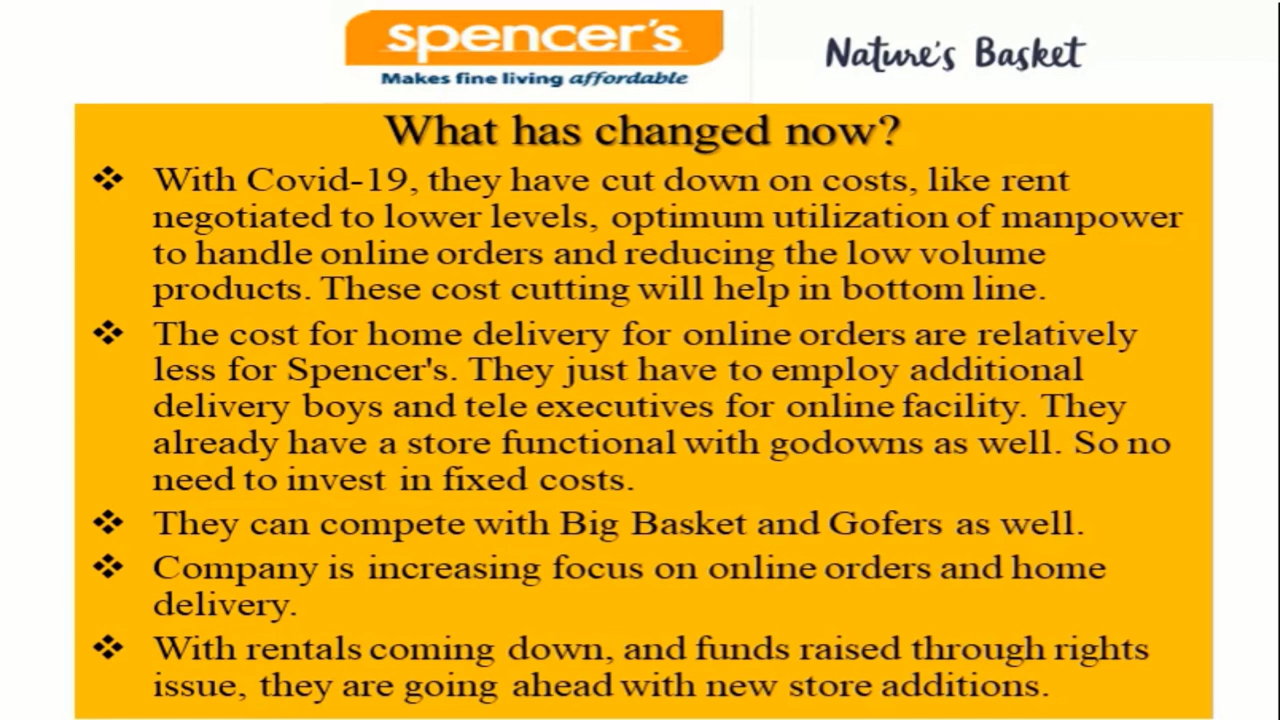 spencer's
Makes fine living affordable
Nature's Basket
What has changed now?
❖ With Covid-19, they have cut down on costs, like rent
negotiated to lower levels, optimum utilization of manpower
to handle online orders and reducing the low volume
products. These cost cutting will help in bottom line.
❖ The cost for home delivery for online orders are relatively
less for Spencer's. They just have to employ additional
delivery boys and tele executives for online facility. They
already have a store functional with godowns as well. So no
need to invest in fixed costs.
❖ They can compete with Big Basket and Gofers as well.
❖ Company is increasing focus on online orders and home
delivery.
❖ With rentals coming down, and funds raised through rights
issue, they are going ahead with new store additions.